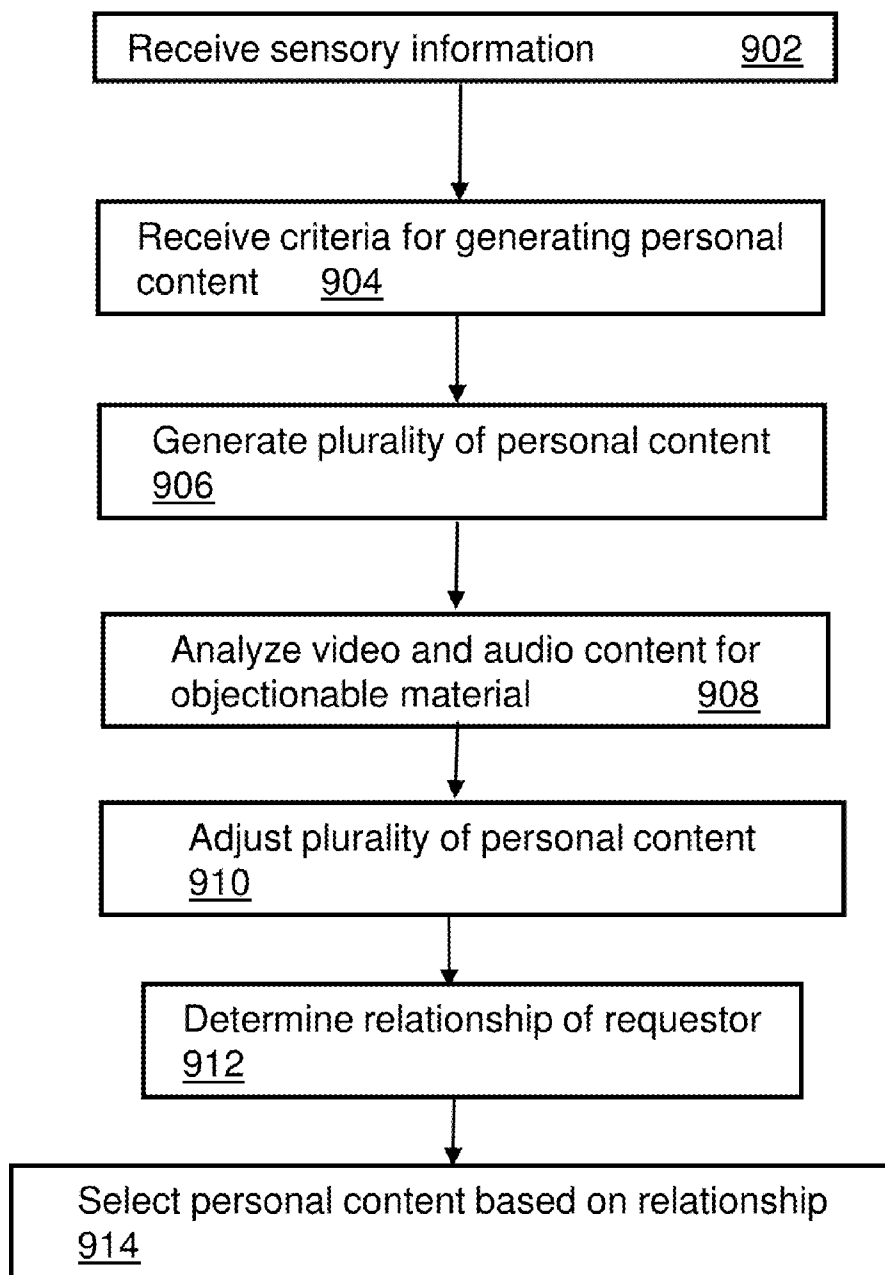 Receive sensory information 902
Receive criteria for generating personal
content 904
Generate plurality of personal content
906
Analyze video and audio content for
objectionable material 908
Adjust plurality of personal content
910
Determine relationship of requestor
912
Select personal content based on relationship
914